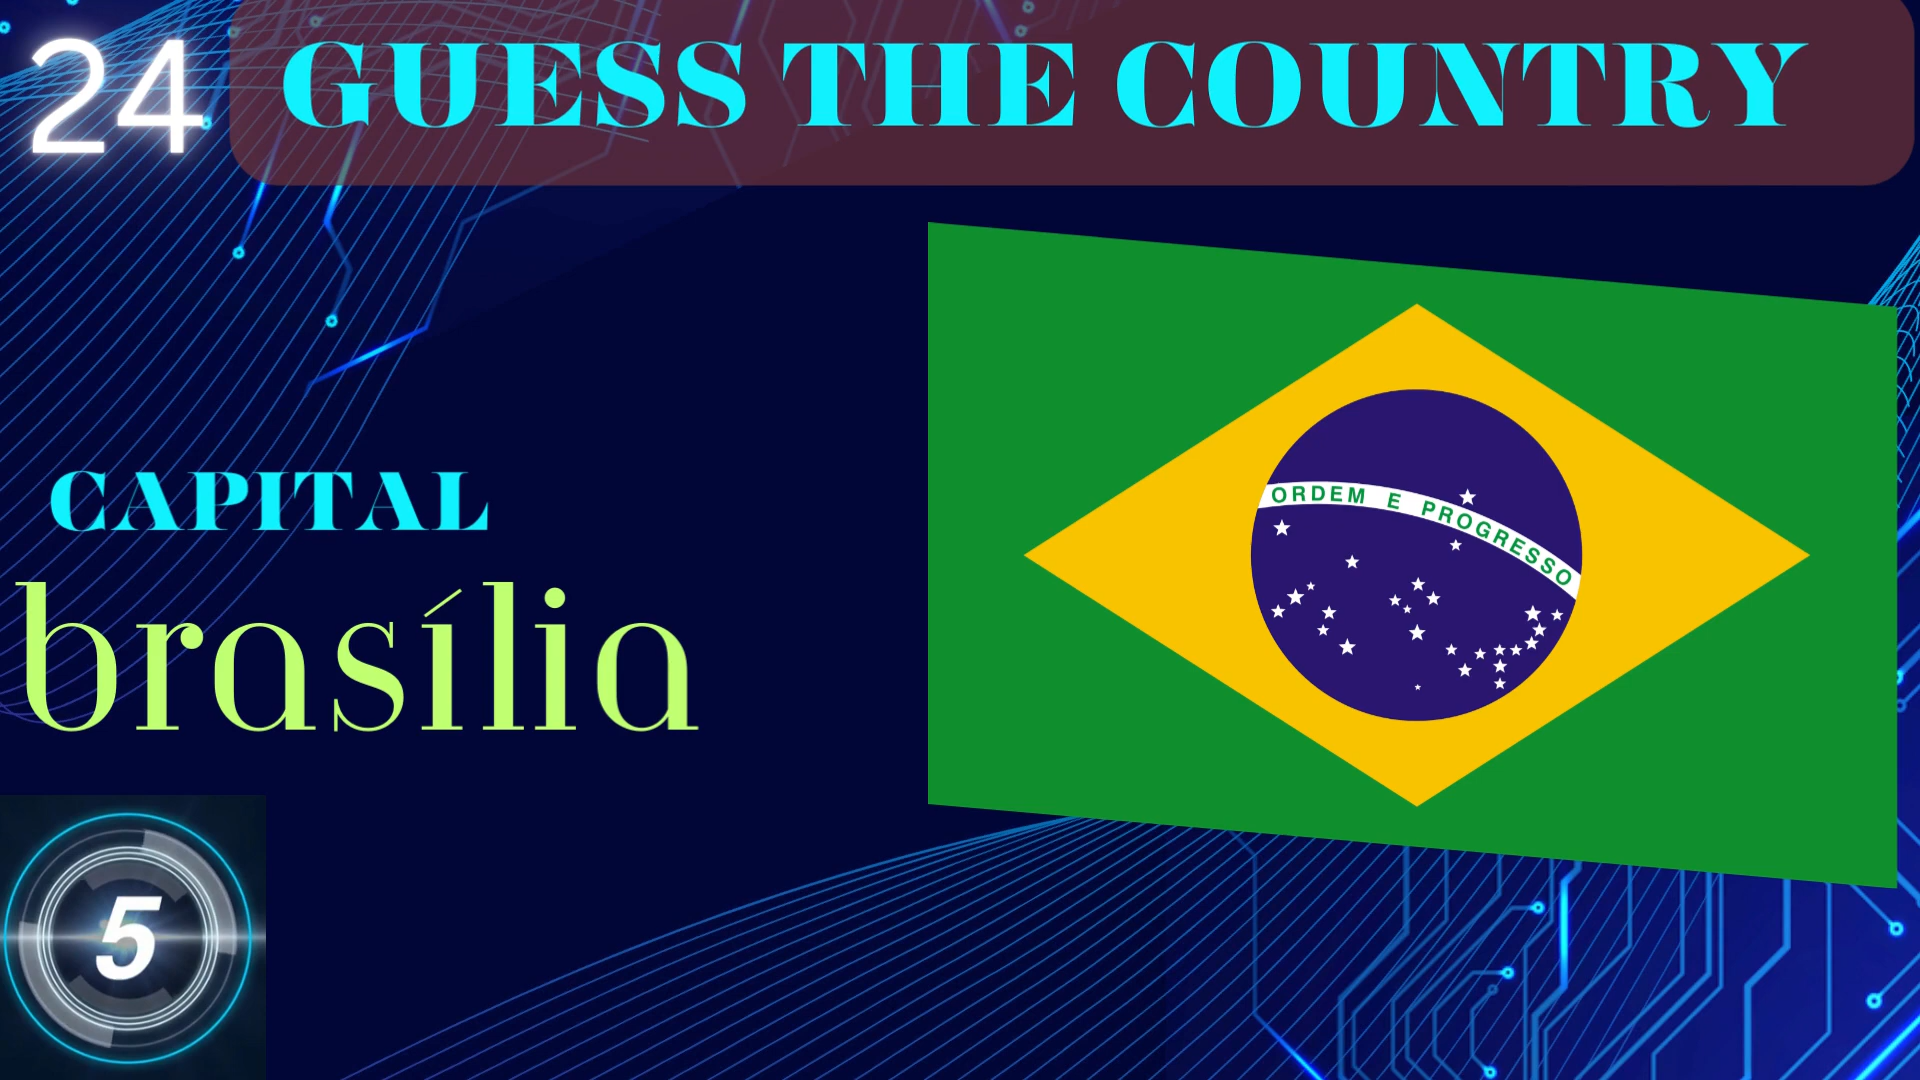 24
GUESS THE COUNTRY
CAPITAL
brasília
ORDEM E PROGRESSO
5